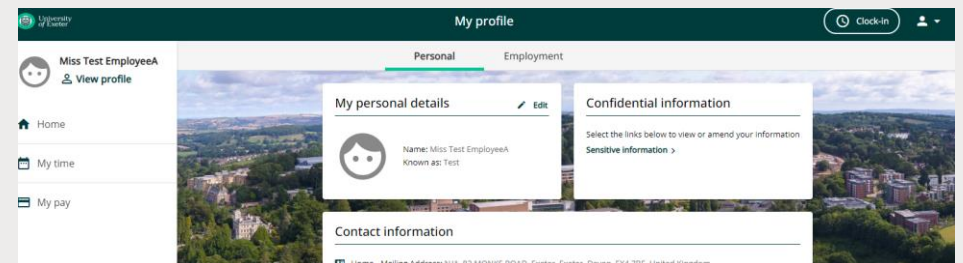 University
of Exeter
My profile
Clock-in
Miss Test EmployeeA
View profile
Personal Employment
Home
My time
My pay
My personal details
Edit
Name: Miss Test EmployeeA
Known as: Test
Confidential information
Select the links below to view or amend your information
Sensitive information >
Contact information